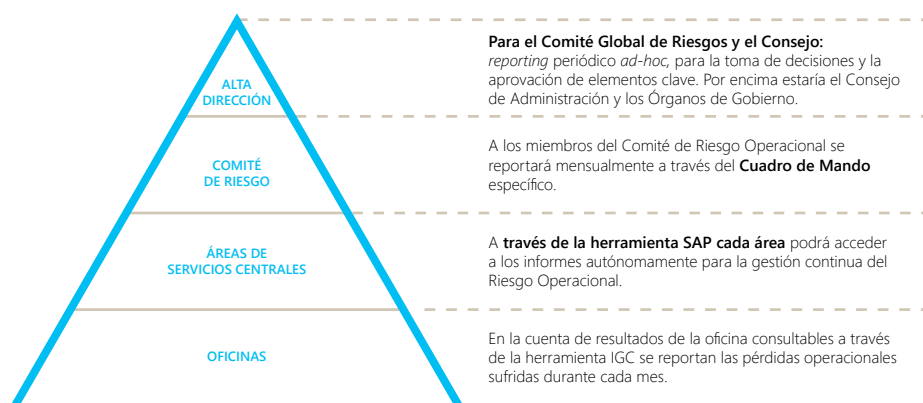 ALTA
DIRECCIÓN
Para el Comité Global de Riesgos y el Consejo:
reporting periódico ad-hoc, para la toma de decisiones y la
aprobación de elementos clave. Por encima estaría el Consejo
de Administración y los Órganos de Gobierno.
COMITÉ
DE RIESGO
A los miembros del Comité de Riesgo Operacional se
reportará mensualmente a través del Cuadro de Mando
específico.
ÁREAS DE
SERVICIOS CENTRALES
A través de la herramienta SAP cada área podrá acceder
a los informes autónomamente para la gestión continua del
Riesgo Operacional.
OFICINAS
En la cuenta de resultados de la oficina consultables a través
de la herramienta IGC se reportan las pérdidas operacionales
sufridas durante cada mes.